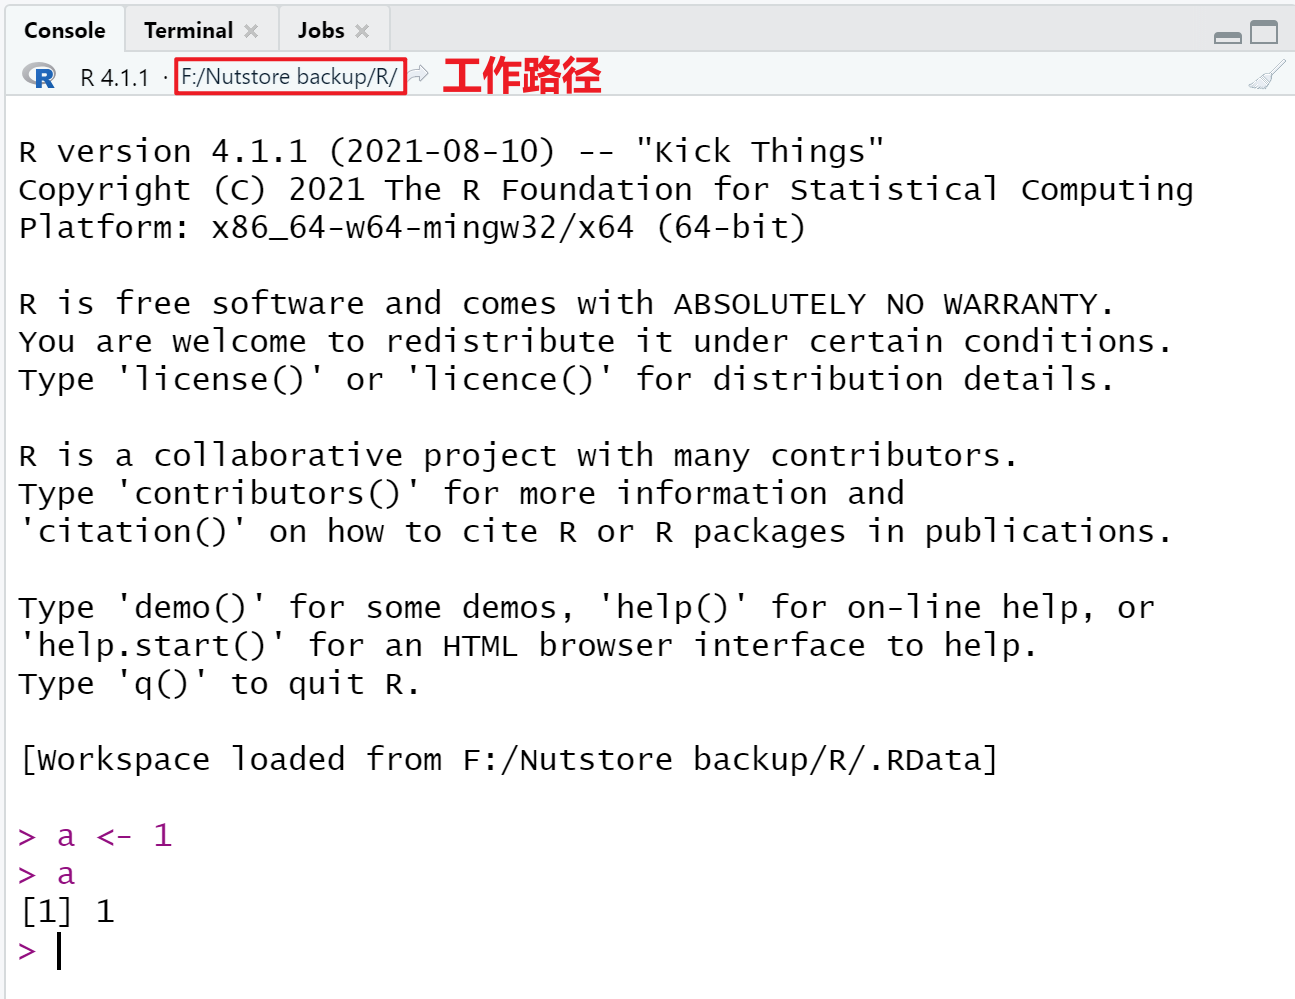 Console Terminal Jobs
R 4.1.1 · F:/Nutstore backup/R/ 工作路径
R version 4.1.1 (2021-08-10) -- "Kick Things"
Copyright (C) 2021 The R Foundation for Statistical Computing
Platform: x86_64-w64-mingw32/x64 (64-bit)
R is free software and comes with ABSOLUTELY NO WARRANTY.
You are welcome to redistribute it under certain conditions.
Type 'license()' or 'licence()' for distribution details.
R is a collaborative project with many contributors.
Type 'contributors()' for more information and
'citation()' on how to cite R or R packages in publications.
Type 'demo()' for some demos, 'help()' for on-line help, or
'help.start()' for an HTML browser interface to help.
Type 'q()' to quit R.
[Workspace loaded from F:/Nutstore backup/R/.RData]
> a <- 1
> a
[1] 1
>